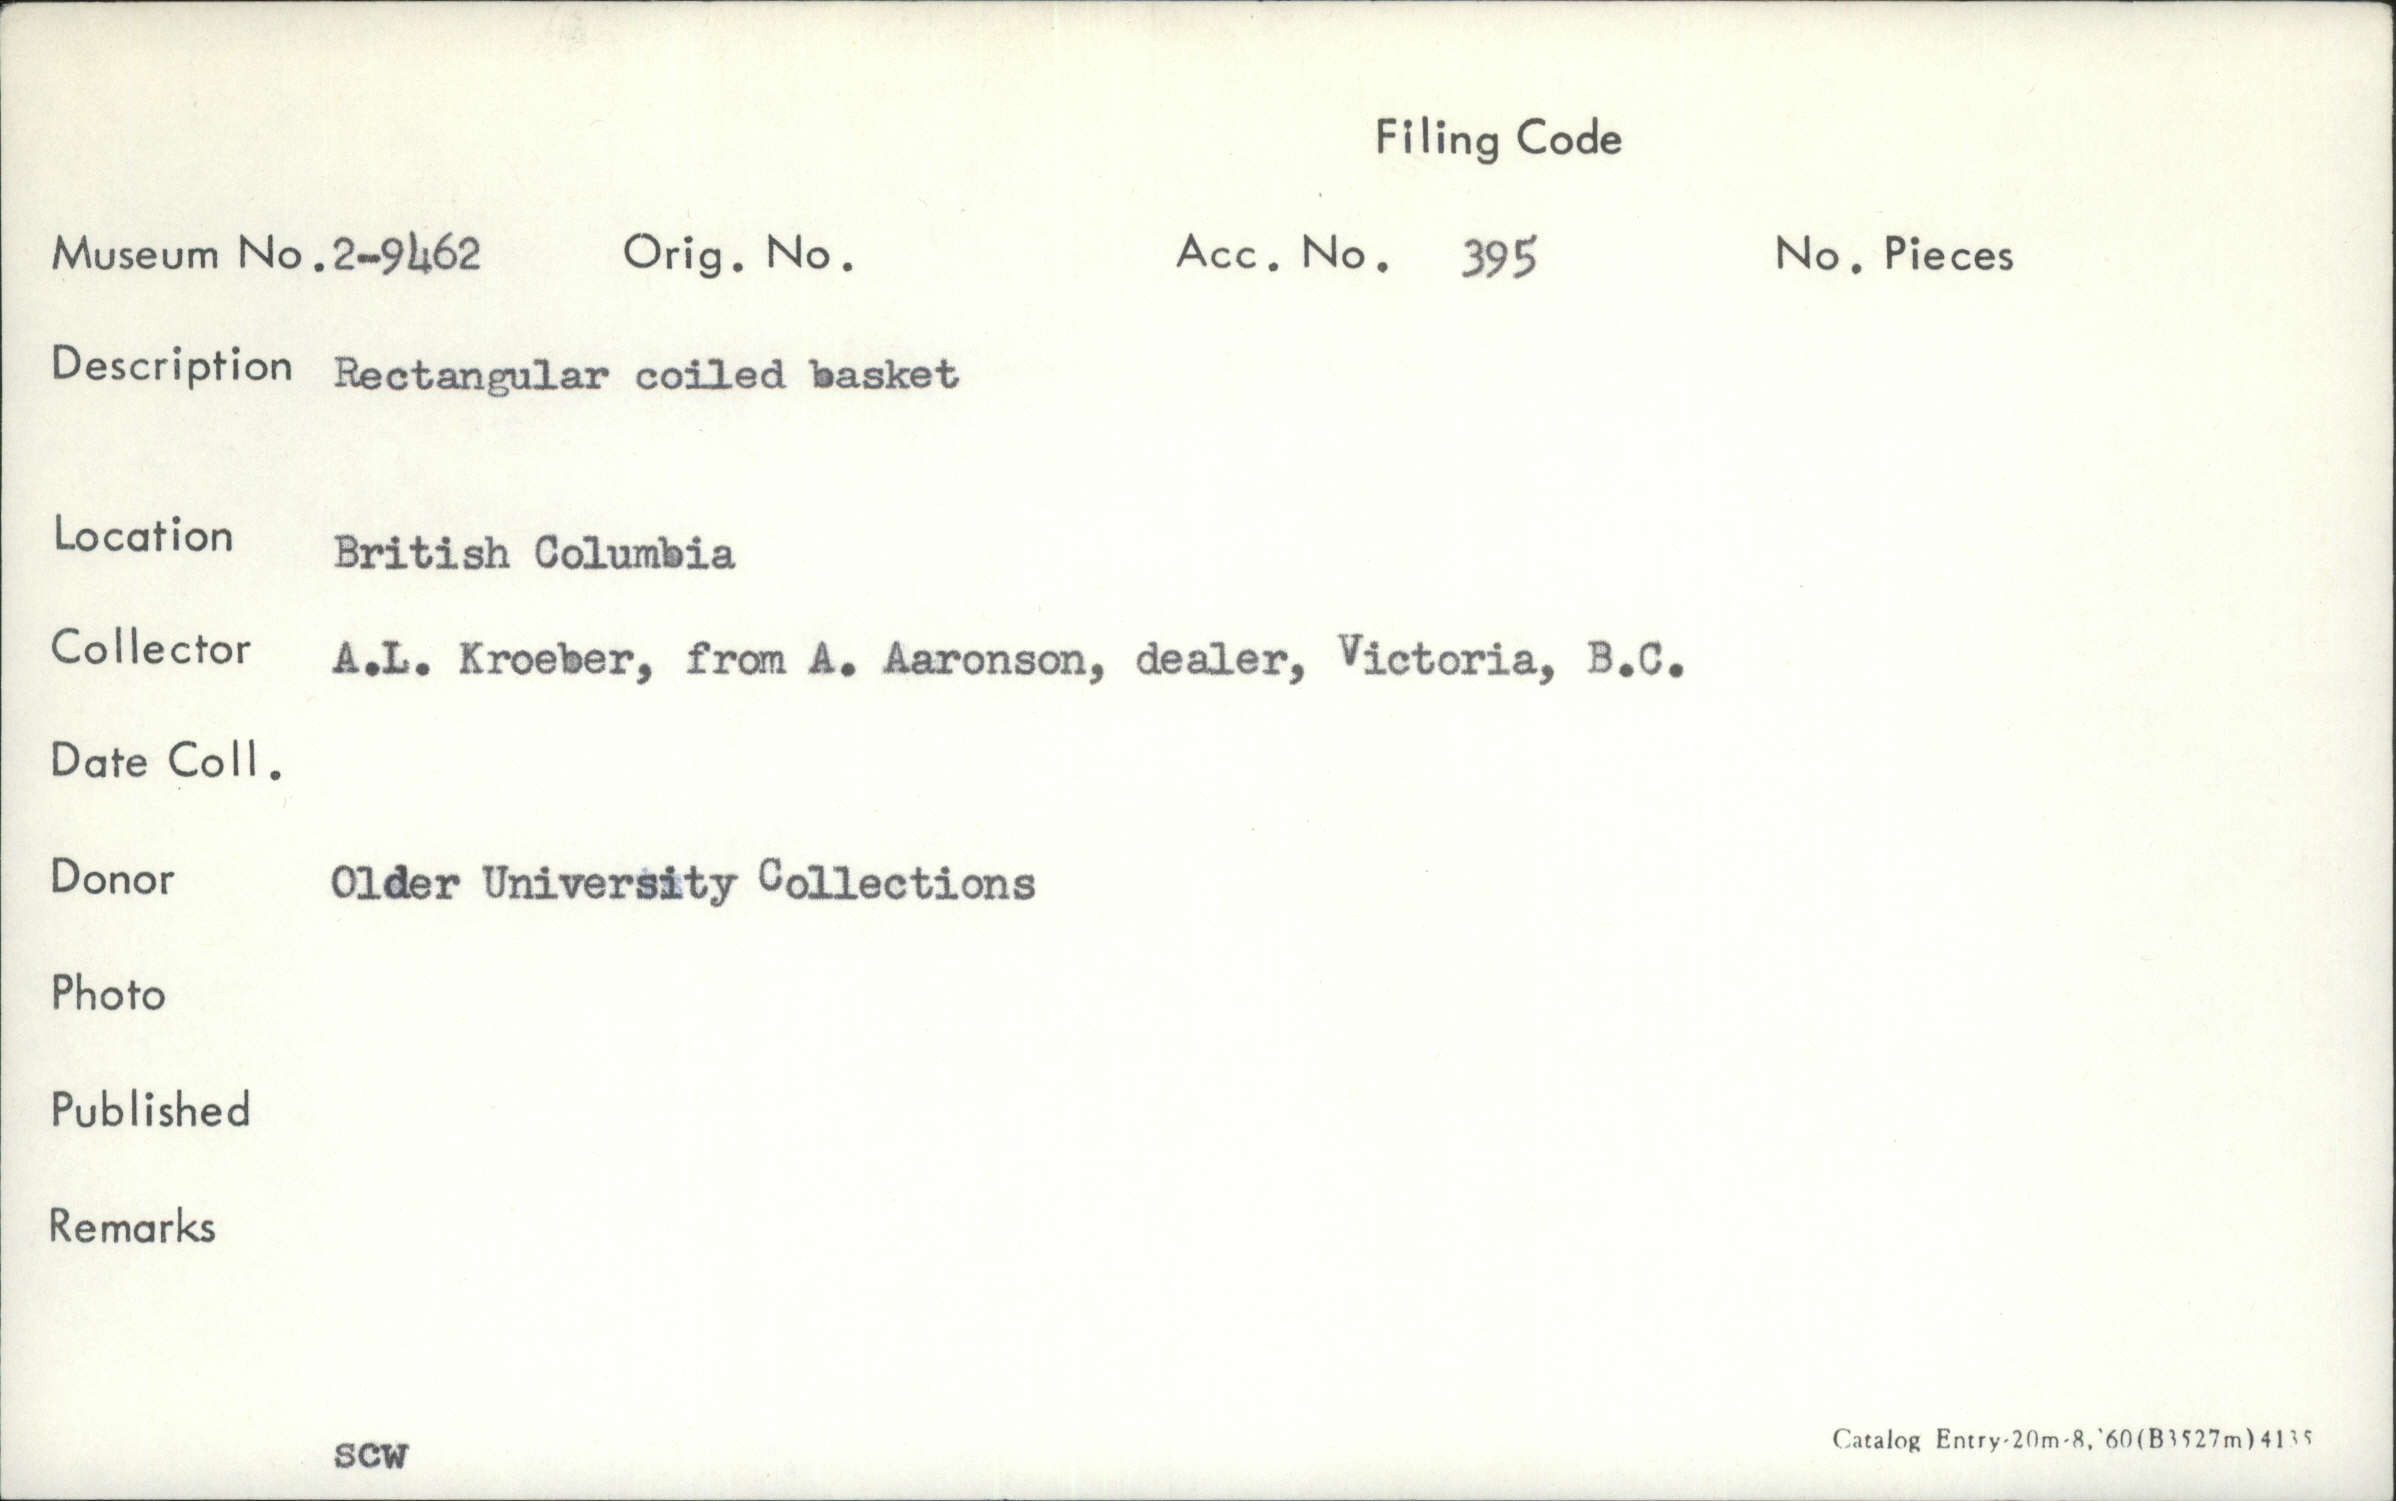 Filing Code
Museum No. 2-9462 Orig. No. Acc. No. 395 No. Pieces
Description Rectangular coiled basket
Location British Columbia
Collector A.L. Kroeber, from A. Aaronson, dealer, Victoria, B.C.
Date Coll.
Donor Older University Collections
Photo
Published
Remarks
SCW
Catalog Entry-20m-8,'60(B3527m)4135